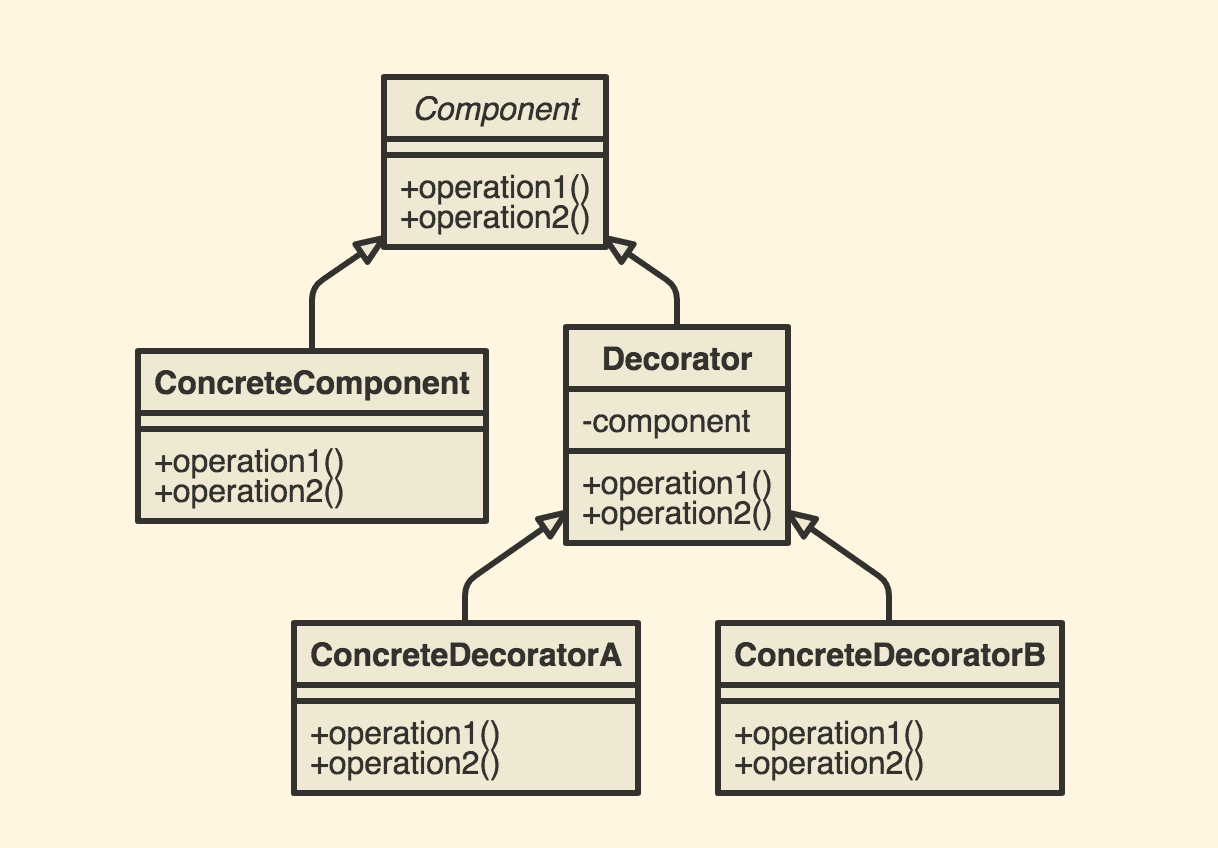 Component
+operation1()
+operation2()
ConcreteComponent
+operation1()
+operation2()
Decorator
-component
+operation1()
+operation2()
ConcreteDecoratorA
+operation1()
+operation2()
ConcreteDecoratorB
+operation1()
+operation2()